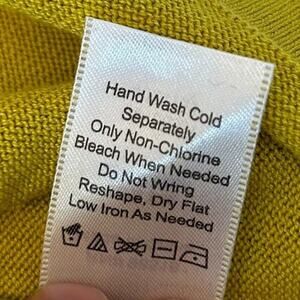 Hand Wash Cold
Separately
Only Non-Chlorine
Bleach When Needed
Do Not Wring
Reshape, Dry Flat
Low Iron As Needed